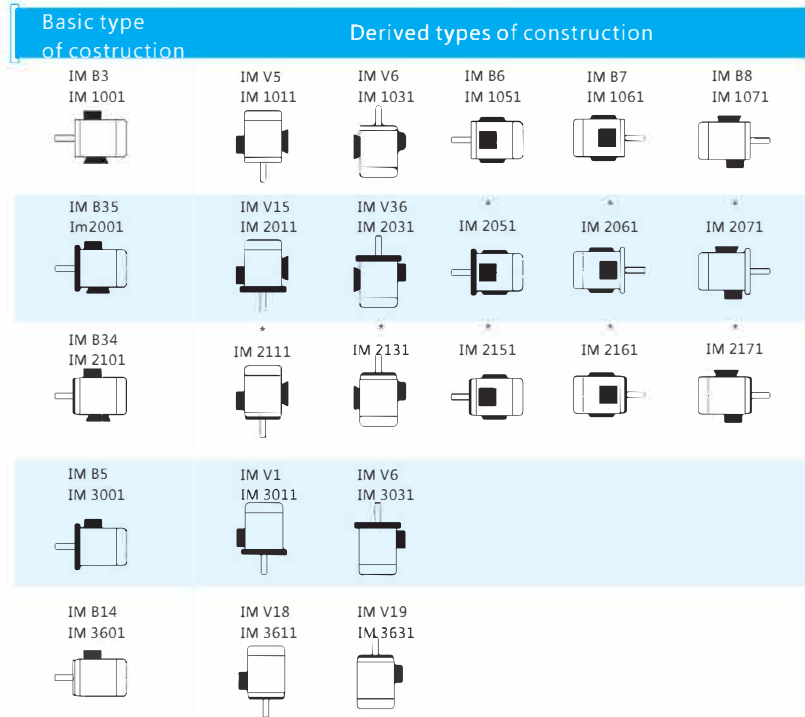 Basic type
of costruction
Derived types of construction
IM B3
IM 1001
IM V5
IM 1011
IM V6
IM 1031
IM B6
IM 1051
IM B7
IM 1061
IM B8
IM 1071
IM B35
Im2001
IM V15
IM 2011
IM V36
IM 2031
*
IM 2051
*
IM 2061
*
IM 2071
IM B34
IM 2101
*
IM 2111
*
IM 2131
*
IM 2151
*
IM 2161
*
IM 2171
IM B5
IM 3001
IM V1
IM 3011
IM V6
IM 3031
IM B14
IM 3601
IM V18
IM 3611
IM V19
IM 3631